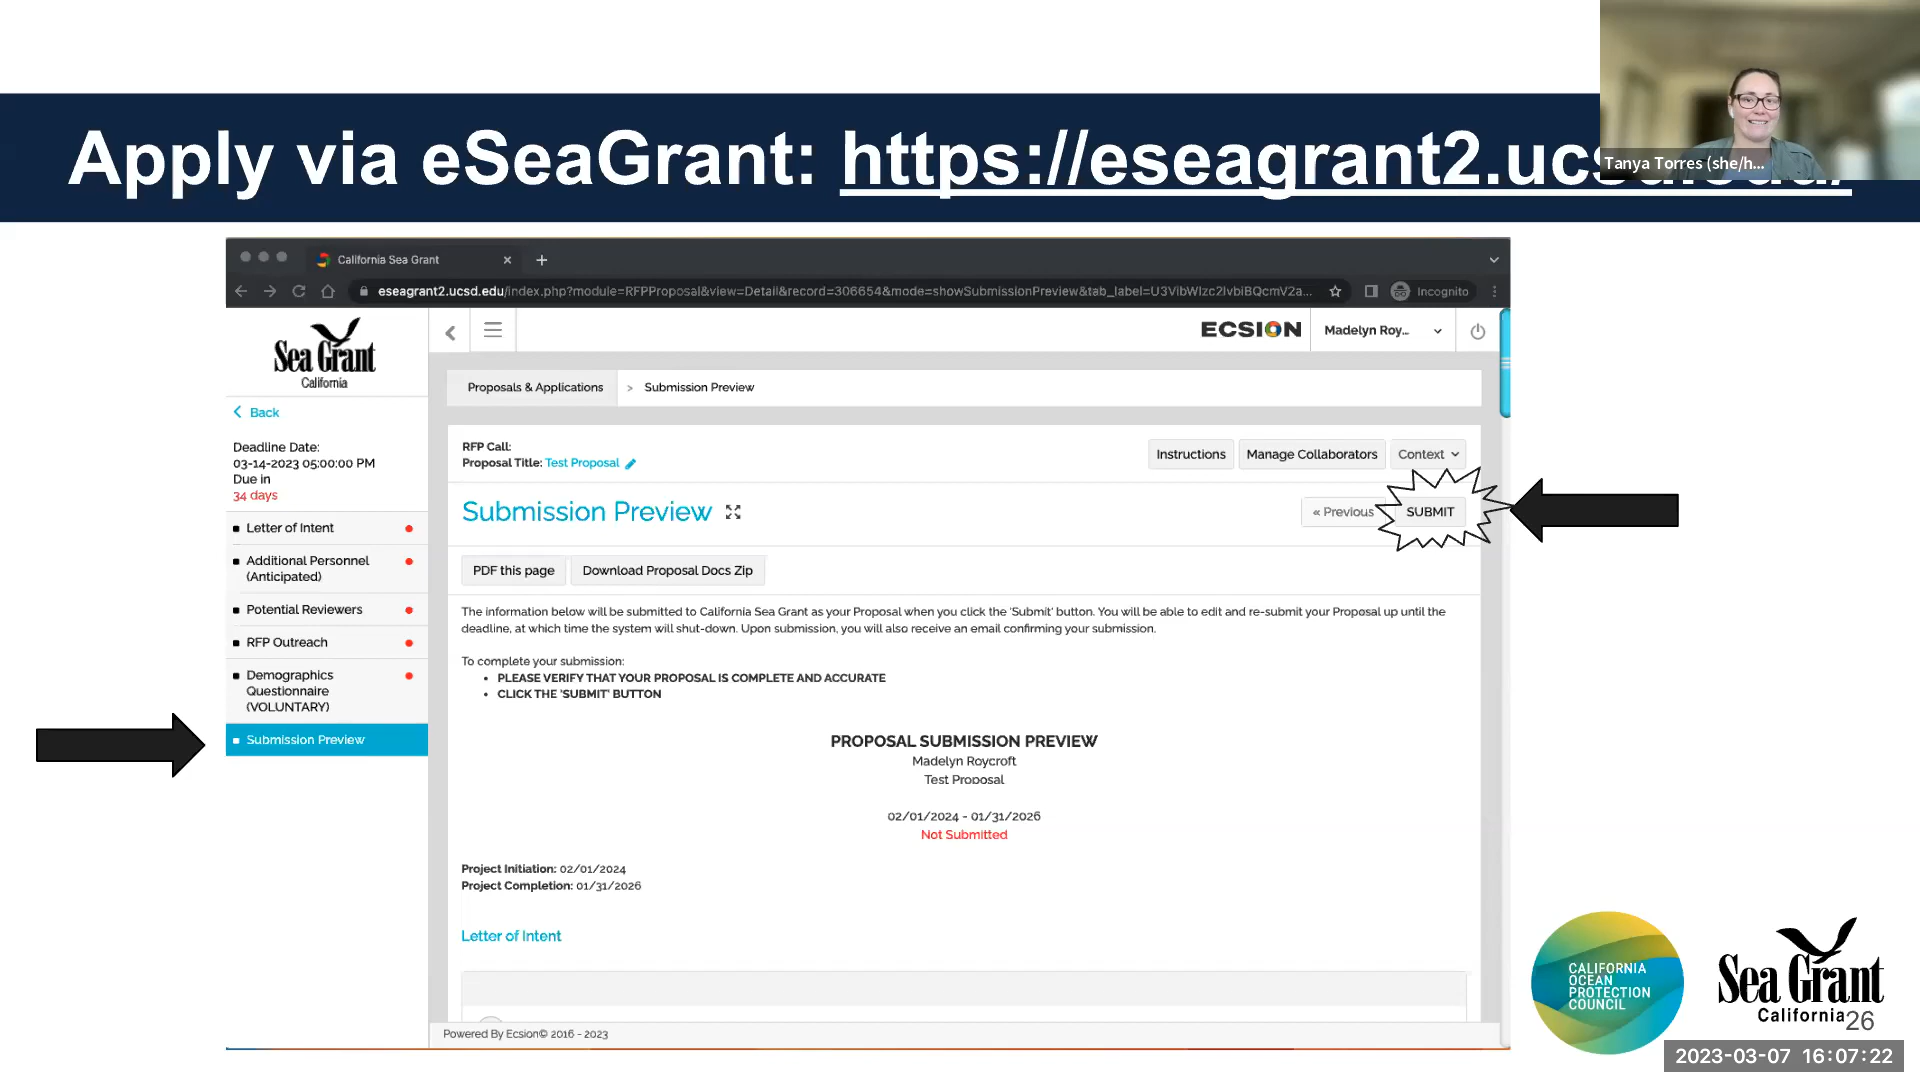 Apply via eSeaGrant: https://eseagrant2.ucsd.edu/
Tanya Torres (she/h...
California Sea Grant
eseagrant2.ucsd.edu/index.php?module=RFPProposal&view=Detail&record=306654&mode=showSubmissionPreview&tab_label=U3VibWlzc2lvbiBQcmV2a...
Incognito
Sea Grant
California
ECSION
Madelyn Roy...
Back
Proposals & Applications > Submission Preview
Deadline Date:
03-14-2023 05:00:00 PM
Due in
34 days
RFP Call:
Proposal Title: Test Proposal
Instructions
Manage Collaborators
Context
Submission Preview
« Previous
SUBMIT
Letter of Intent
Additional Personnel
(Anticipated)
Potential Reviewers
RFP Outreach
Demographics
Questionnaire
(VOLUNTARY)
Submission Preview
PDF this page
Download Proposal Docs Zip
The information below will be submitted to California Sea Grant as your Proposal when you click the 'Submit' button. You will be able to edit and re-submit your Proposal up until the
deadline, at which time the system will shut-down. Upon submission, you will also receive an email confirming your submission.
To complete your submission:
• PLEASE VERIFY THAT YOUR PROPOSAL IS COMPLETE AND ACCURATE
• CLICK THE 'SUBMIT' BUTTON
PROPOSAL SUBMISSION PREVIEW
Madelyn Roycroft
Test Proposal
02/01/2024 - 01/31/2026
Not Submitted
Project Initiation: 02/01/2024
Project Completion: 01/31/2026
Letter of Intent
Powered By Ecsion© 2016 - 2023
CALIFORNIA
OCEAN
PROTECTION
COUNCIL
Sea Grant
California
26
2023-03-07 16:07:22